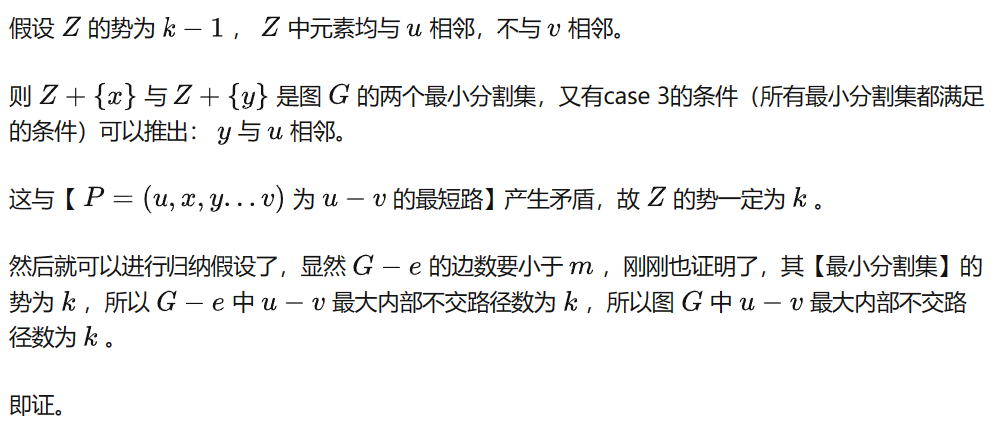 假设 Z 的势为 k − 1 ， Z 中元素均与 u 相邻，不与 v 相邻。
则 Z + {x} 与 Z + {y} 是图 G 的两个最小分割集，又有case 3的条件（所有最小分割集都满足
的条件）可以推出： y 与 u 相邻。
这与【 P = (u, x, y. . . v) 为 u − v 的最短路】产生矛盾，故 Z 的势一定为 k 。
然后就可以进行归纳假设了，显然 G − e 的边数要小于 m ，刚刚也证明了，其【最小分割集】的
势为 k ，所以 G − e 中 u − v 最大内部不交路径数为 k ，所以图 G 中 u − v 最大内部不交路
径数为 k 。
即证。